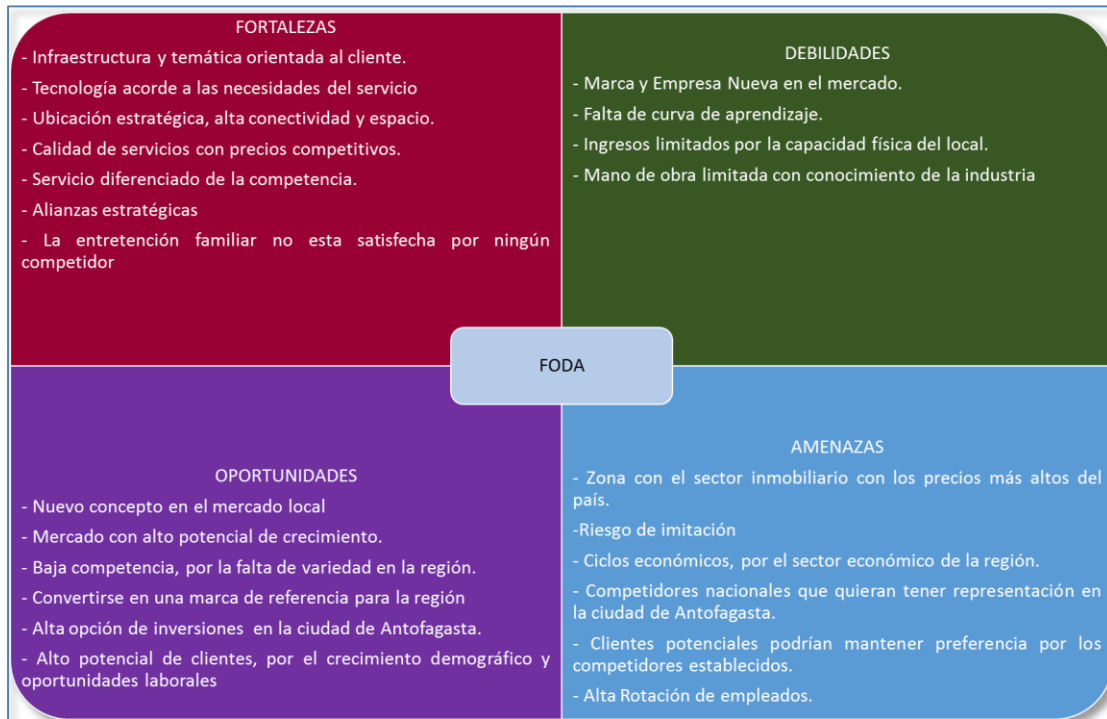 FORTALEZAS
- Infraestructura y temática orientada al cliente.
- Tecnología acorde a las necesidades del servicio
- Ubicación estratégica, alta conectividad y espacio.
- Calidad de servicios con precios competitivos.
- Servicio diferenciado de la competencia.
- Alianzas estratégicas
- La entretención familiar no esta satisfecha por ningún
competidor
DEBILIDADES
- Marca y Empresa Nueva en el mercado.
- Falta de curva de aprendizaje.
- Ingresos limitados por la capacidad física del local.
- Mano de obra limitada con conocimiento de la industria
FODA
OPORTUNIDADES
- Nuevo concepto en el mercado local
- Mercado con alto potencial de crecimiento.
- Baja competencia, por la falta de variedad en la región.
- Convertirse en una marca de referencia para la región
- Alta opción de inversiones en la ciudad de Antofagasta.
- Alto potencial de clientes, por el crecimiento demográfico y
oportunidades laborales
AMENAZAS
- Zona con el sector inmobiliario con los precios más altos del
país.
-Riesgo de imitación
- Ciclos económicos, por el sector económico de la región.
- Competidores nacionales que quieran tener representación en
la ciudad de Antofagasta.
- Clientes potenciales podrían mantener preferencia por los
competidores establecidos.
- Alta Rotación de empleados.